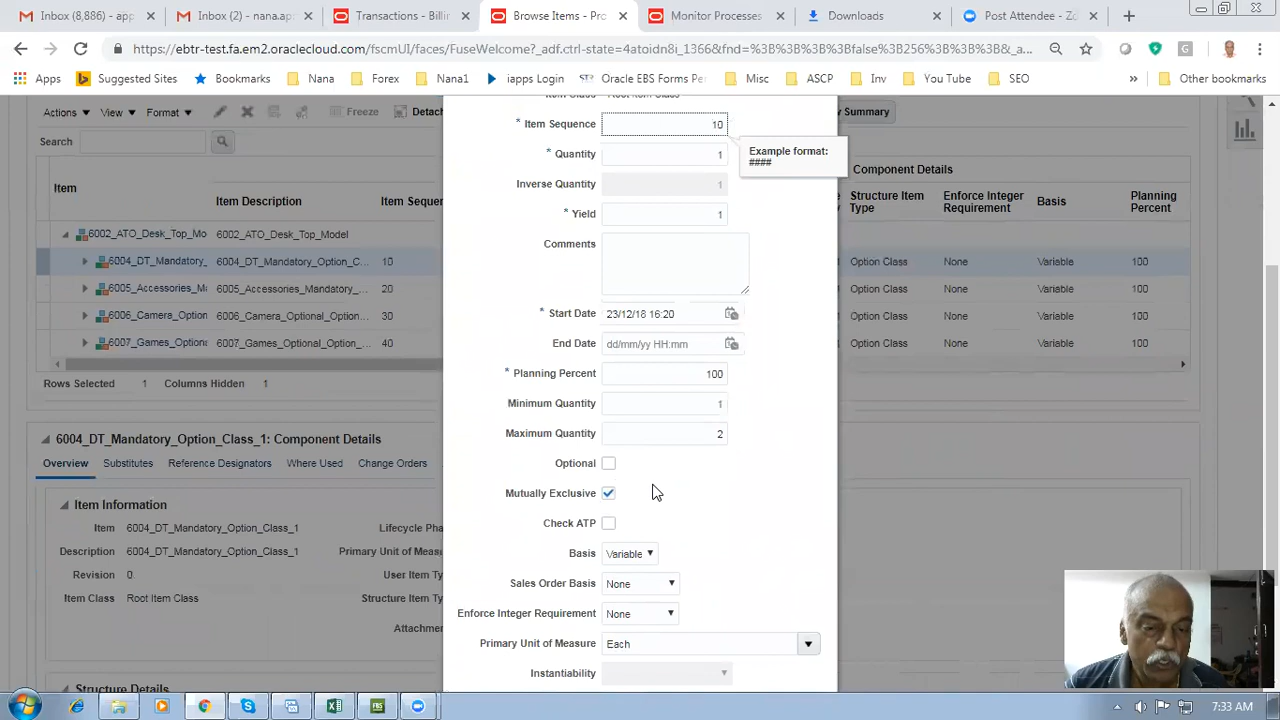 Inbox (8,886) - app
Inbox (
) - nana.ap
Transactions - Billin
Browse Items - Pro
Monitor Processes -
Downloads
Post Attendee - Zo
https://ebtr-test.fa.em2.oraclecloud.com/fscmUI/faces/FuseWelcome?_adf.ctrl-state=4atoidn8i_1366&fnd=%3B%3B%3B%3Bfalse%3B256%3B%3B%3B&_a...
Apps
Suggested Sites
Bookmarks
Nana
Forex
Nana1
iapps Login
Oracle EBS Forms Pe
Misc
ASCP
Inv
You Tube
SEO
»
Other bookmarks
Actions
View
Format
Freeze
Detach
Summary
Item Sequence
10
Search
Example format:
####
Quantity
1
Component Details
Inverse Quantity
1
Item
Item Description
Item Sequence
Structure Item Type
Enforce Integer Requirement
Basis
Planning Percent
Yield
1
6002_ATO_Desk_Top_Mo
6002_ATO_Desk_Top_Model
Comments
6004_DT_Mandatory_
6004_DT_Mandatory_Option_C...
10
Option Class
None
Variable
100
6005_Accessories_Ma
6005_Accessories_Mandatory_...
20
Option Class
None
Variable
100
6006_Camera_Optiona
6006_Camera_Optional_Option...
30
Option Class
None
Variable
100
Start Date
23/12/18 16:20
6007_Games_Optional
6007_Games_Optional_Option_...
40
Option Class
None
Variable
100
End Date
dd/mm/yy HH:mm
Rows Selected 1
Columns Hidden 1
Planning Percent
100
Minimum Quantity
1
Maximum Quantity
2
6004_DT_Mandatory_Option_Class_1: Component Details
Overview
Substitutes
Reference Designators
Where Used
Change Orders
Optional
Mutually Exclusive
Item Information
Check ATP
Item
6004_DT_Mandatory_Option_Class_1
Lifecycle Pha
Description
6004_DT_Mandatory_Option_Class_1
Primary Unit of Measu
Basis
Variable
Revision
0
User Item Typ
Sales Order Basis
None
Item Class
Root Item Class
Structure Item Typ
Enforce Integer Requirement
None
Attachmen
Primary Unit of Measure
Each
Instantiability
Structure Details
7:33 AM